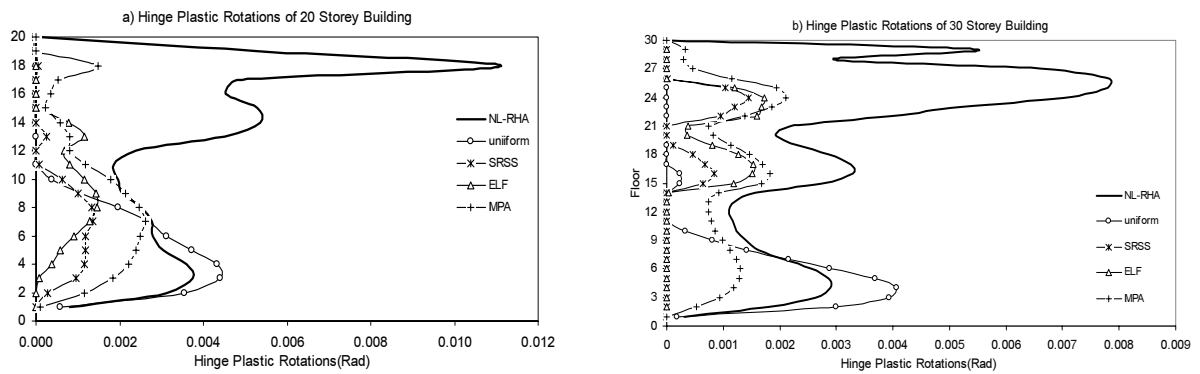 a) Hinge Plastic Rotations of 20 Storey Building
20
18
16
14
12
10
8
6
4
2
0
NL-RHA
uniiform
SRSS
ELF
MPA
0.000 0.002 0.004 0.006 0.008 0.010 0.012
Hinge Plastic Rotations(Rad)
b) Hinge Plastic Rotations of 30 Storey Building
30
27
24
21
18
15
12
9
6
3
0
Floor
NL-RHA
uniform
SRSS
ELF
MPA
0 0.001 0.002 0.003 0.004 0.005 0.006 0.007 0.008 0.009
Hinge Plastic Rotations(Rad)